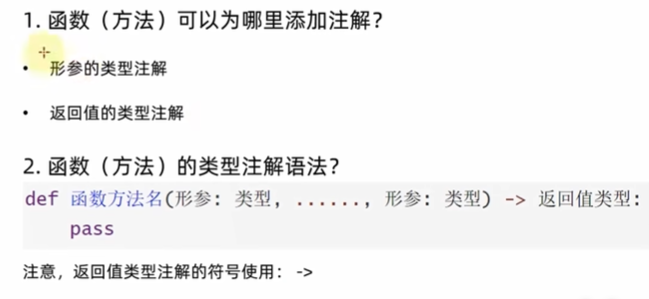 1. 函数（方法）可以为哪里添加注解？
• 形参的类型注解
• 返回值的类型注解
2. 函数（方法）的类型注解语法？
def 函数方法名(形参: 类型, ......, 形参: 类型) -> 返回值类型:
pass
注意，返回值类型注解的符号使用： ->